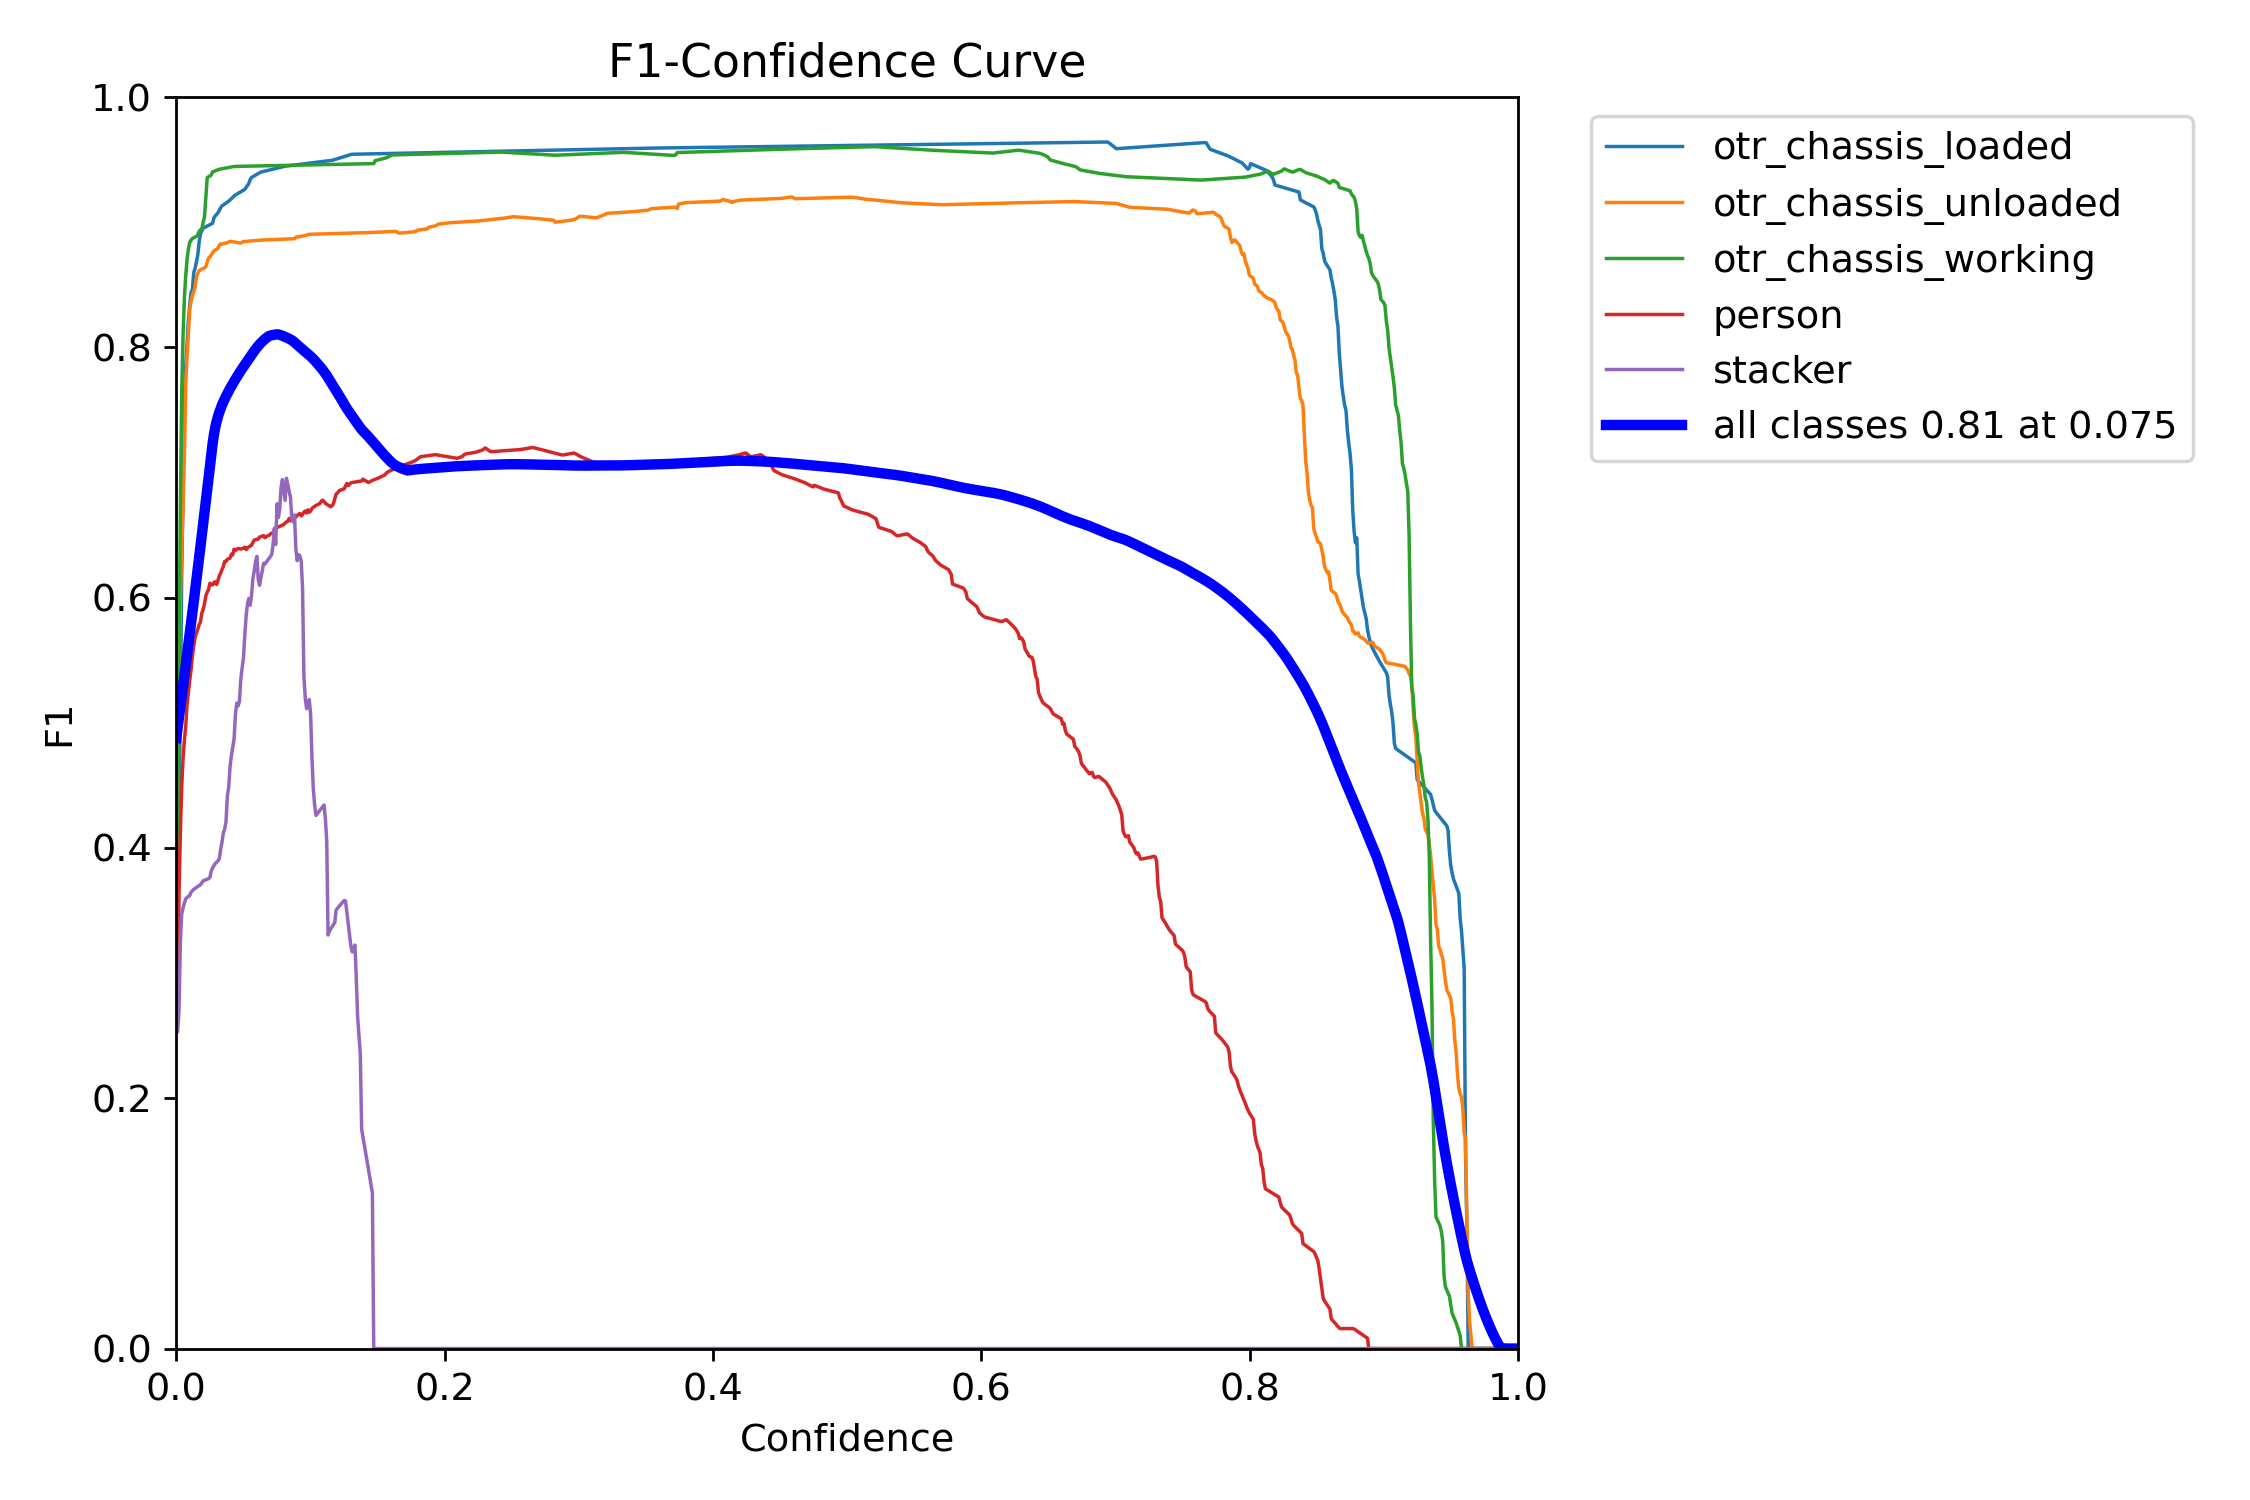 F1-Confidence Curve
1.0
0.8
0.6
0.4
0.2
0.0
F1
0.0 0.2 0.4 0.6 0.8 1.0
Confidence
otr_chassis_loaded
otr_chassis_unloaded
otr_chassis_working
person
stacker
all classes 0.81 at 0.075